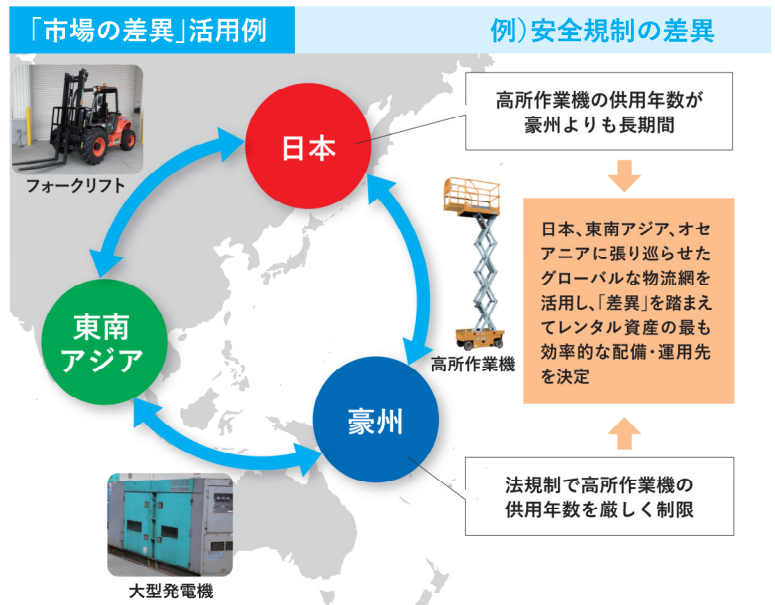 「市場の差異」活用例
例）安全規制の差異
フォークリフト
日本
高所作業機の供用年数が
豪州よりも長期間
日本、東南アジア、オセ
アニアに張り巡らせた
グローバルな物流網を
活用し、「差異」を踏まえ
てレンタル資産の最も
効率的な配備・運用先
を決定
東南
アジア
高所作業機
豪州
法規制で高所作業機の
供用年数を厳しく制限
大型発電機